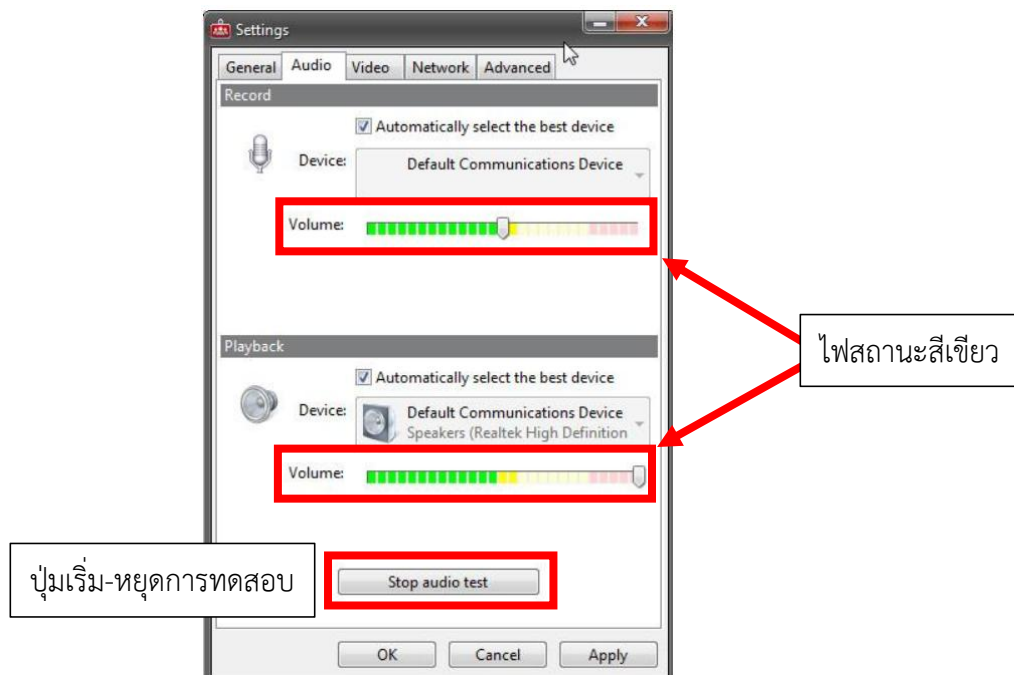 Settings
General Audio Video Network Advanced
Record
Automatically select the best device
Device: Default Communications Device
Volume:
ไฟสถานะสีเขียว
Playback
Automatically select the best device
Device: Default Communications Device
Speakers (Realtek High Definition
Volume:
ปุ่มเริ่ม-หยุดการทดสอบ
Stop audio test
OK Cancel Apply